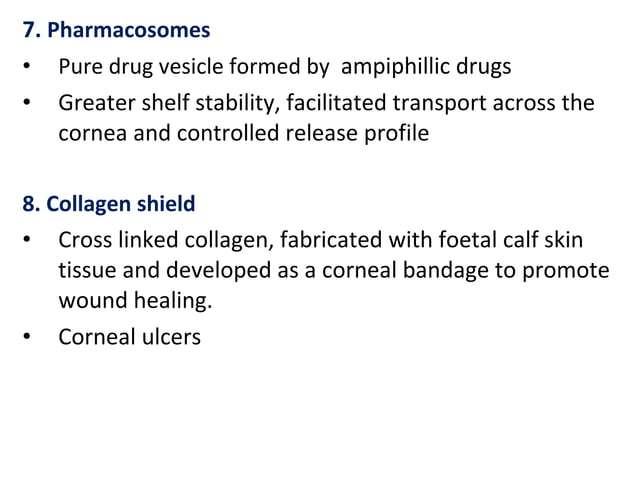 7. Pharmacosomes
• Pure drug vesicle formed by ampiphillic drugs
• Greater shelf stability, facilitated transport across the
cornea and controlled release profile
8. Collagen shield
• Cross linked collagen, fabricated with foetal calf skin
tissue and developed as a corneal bandage to promote
wound healing.
• Corneal ulcers